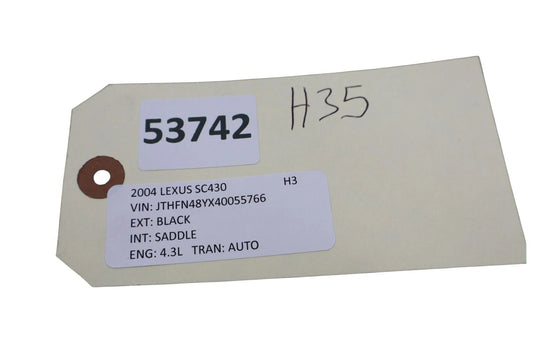 53742
H35
2004 LEXUS SC430 H3
VIN: JTHFN48YX40055766
EXT: BLACK
INT: SADDLE
ENG: 4.3L TRAN: AUTO